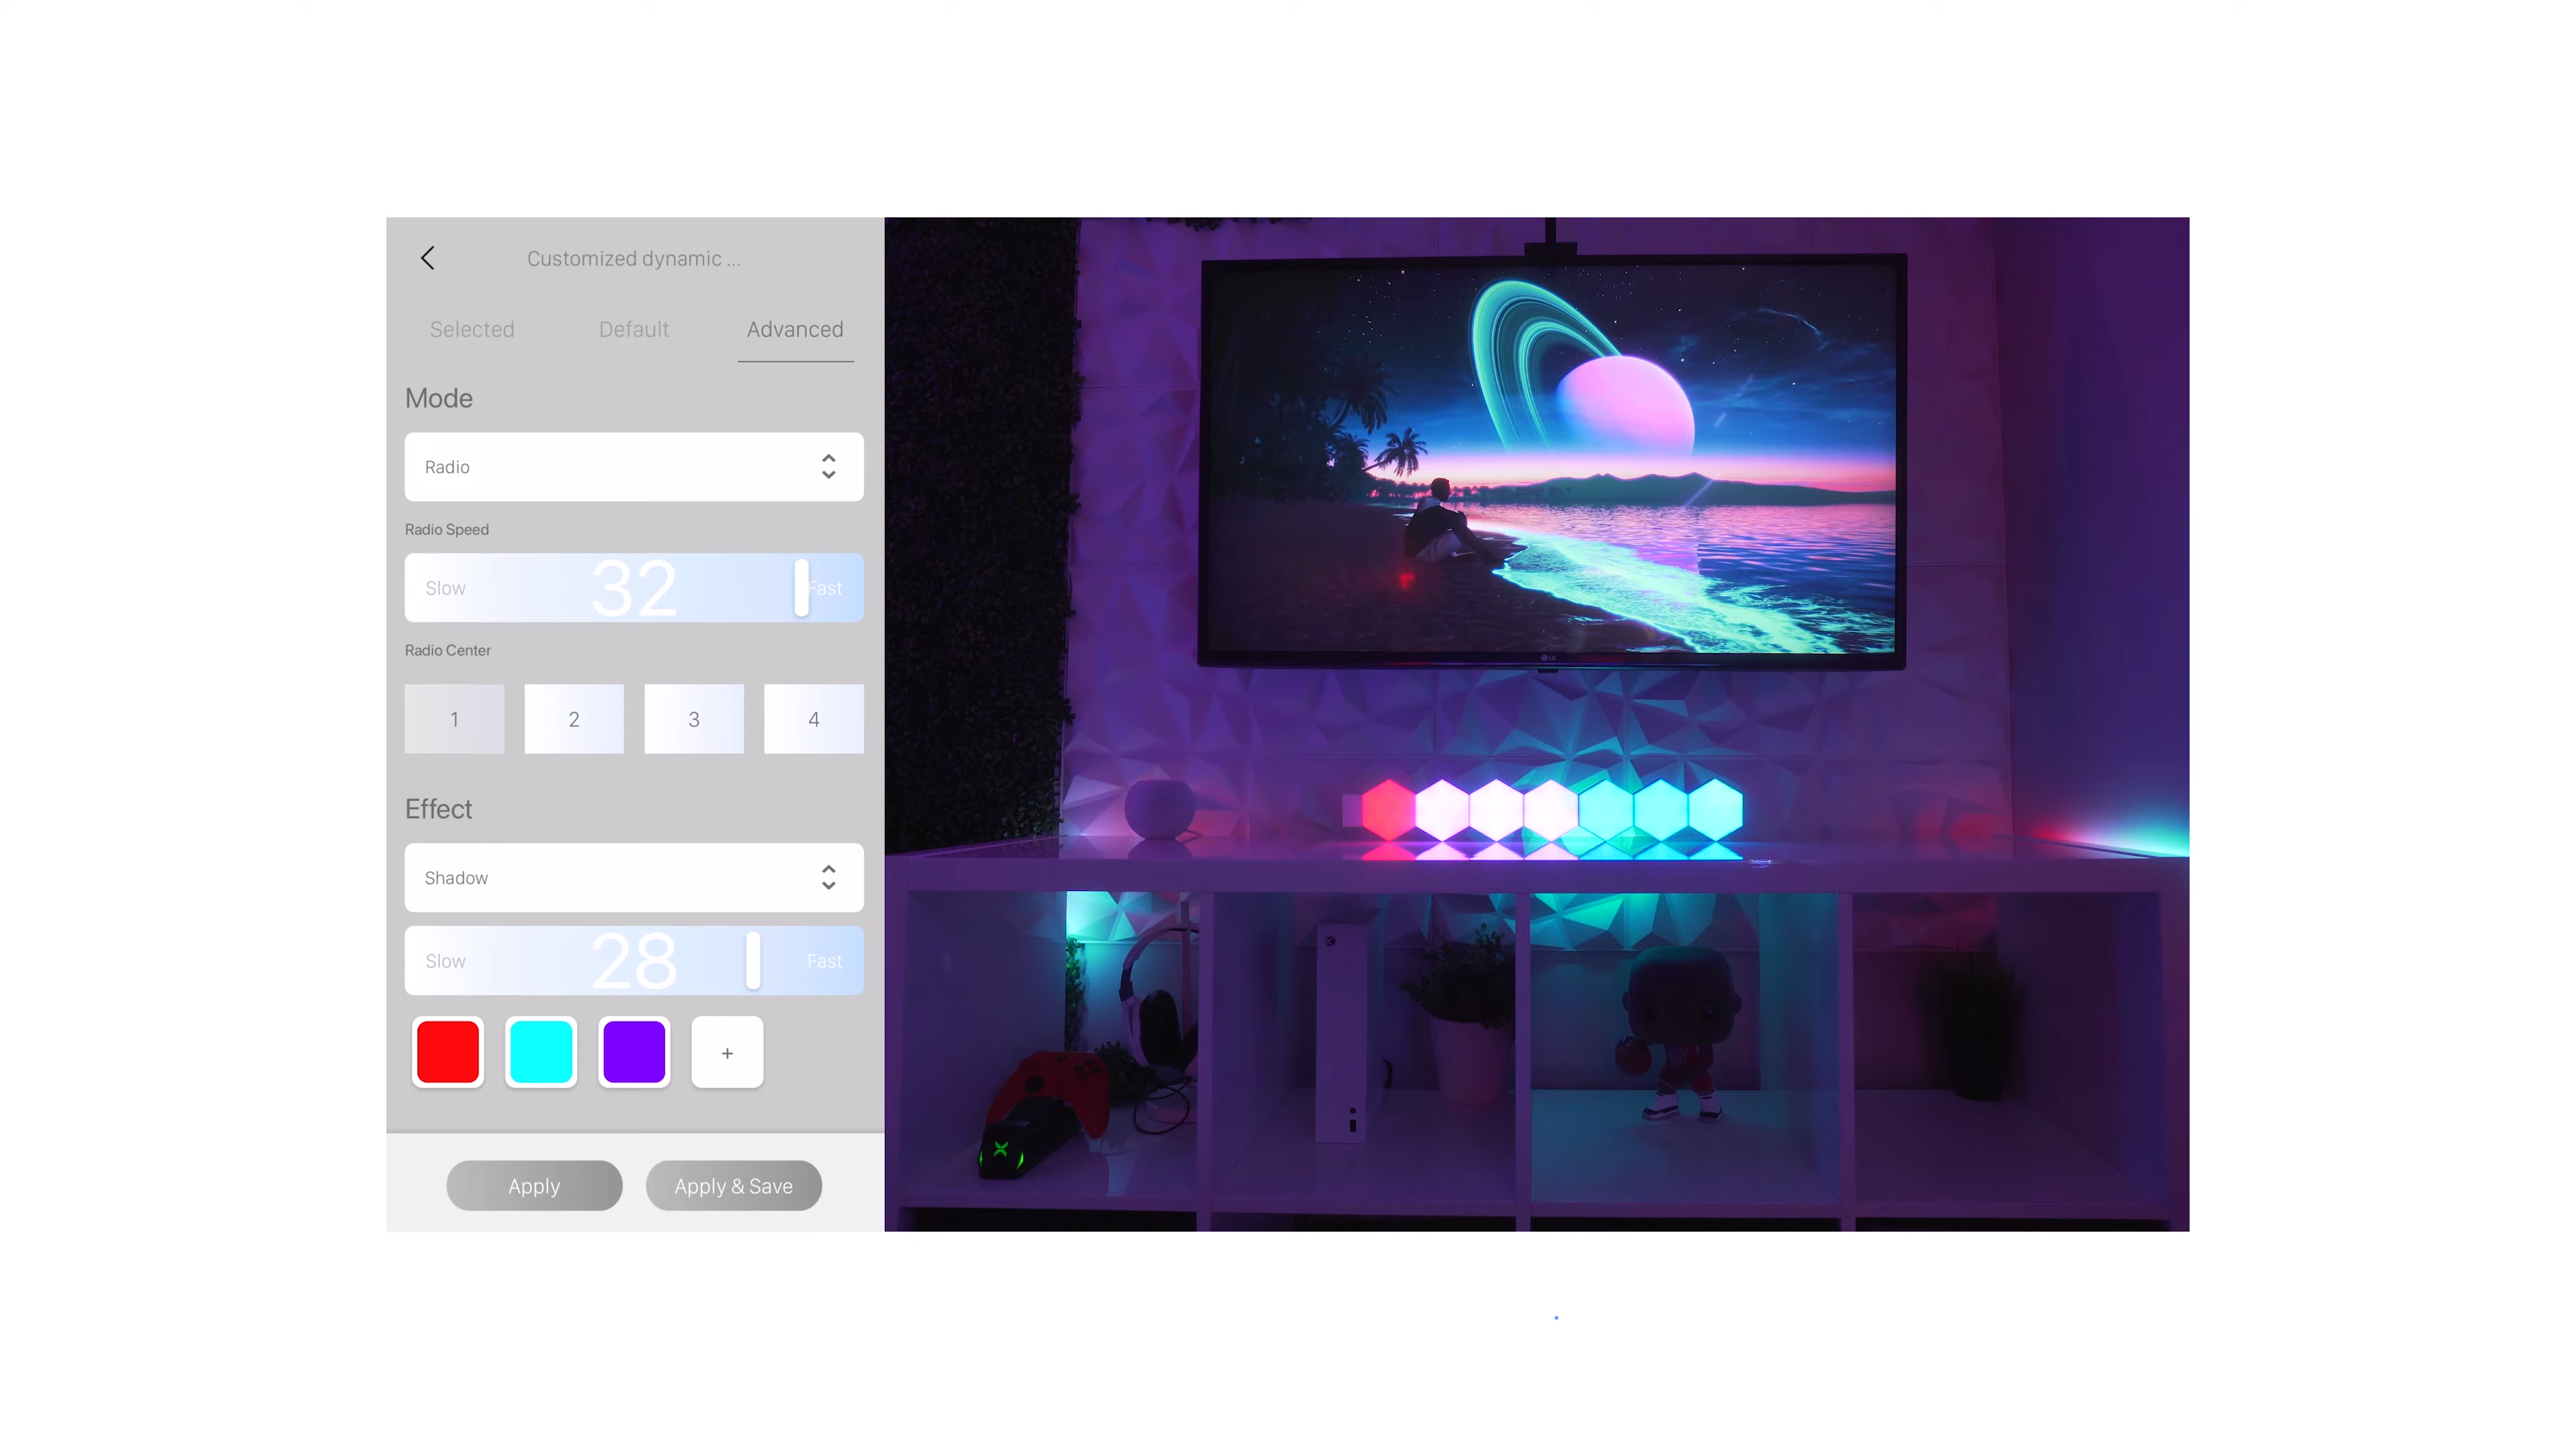 Customized dynamic ...
Selected Default Advanced
Mode
Radio
Radio Speed
Slow 32 Fast
Radio Center
1 2 3 4
Effect
Shadow
Slow 28 Fast
+
Apply Apply & Save
LG